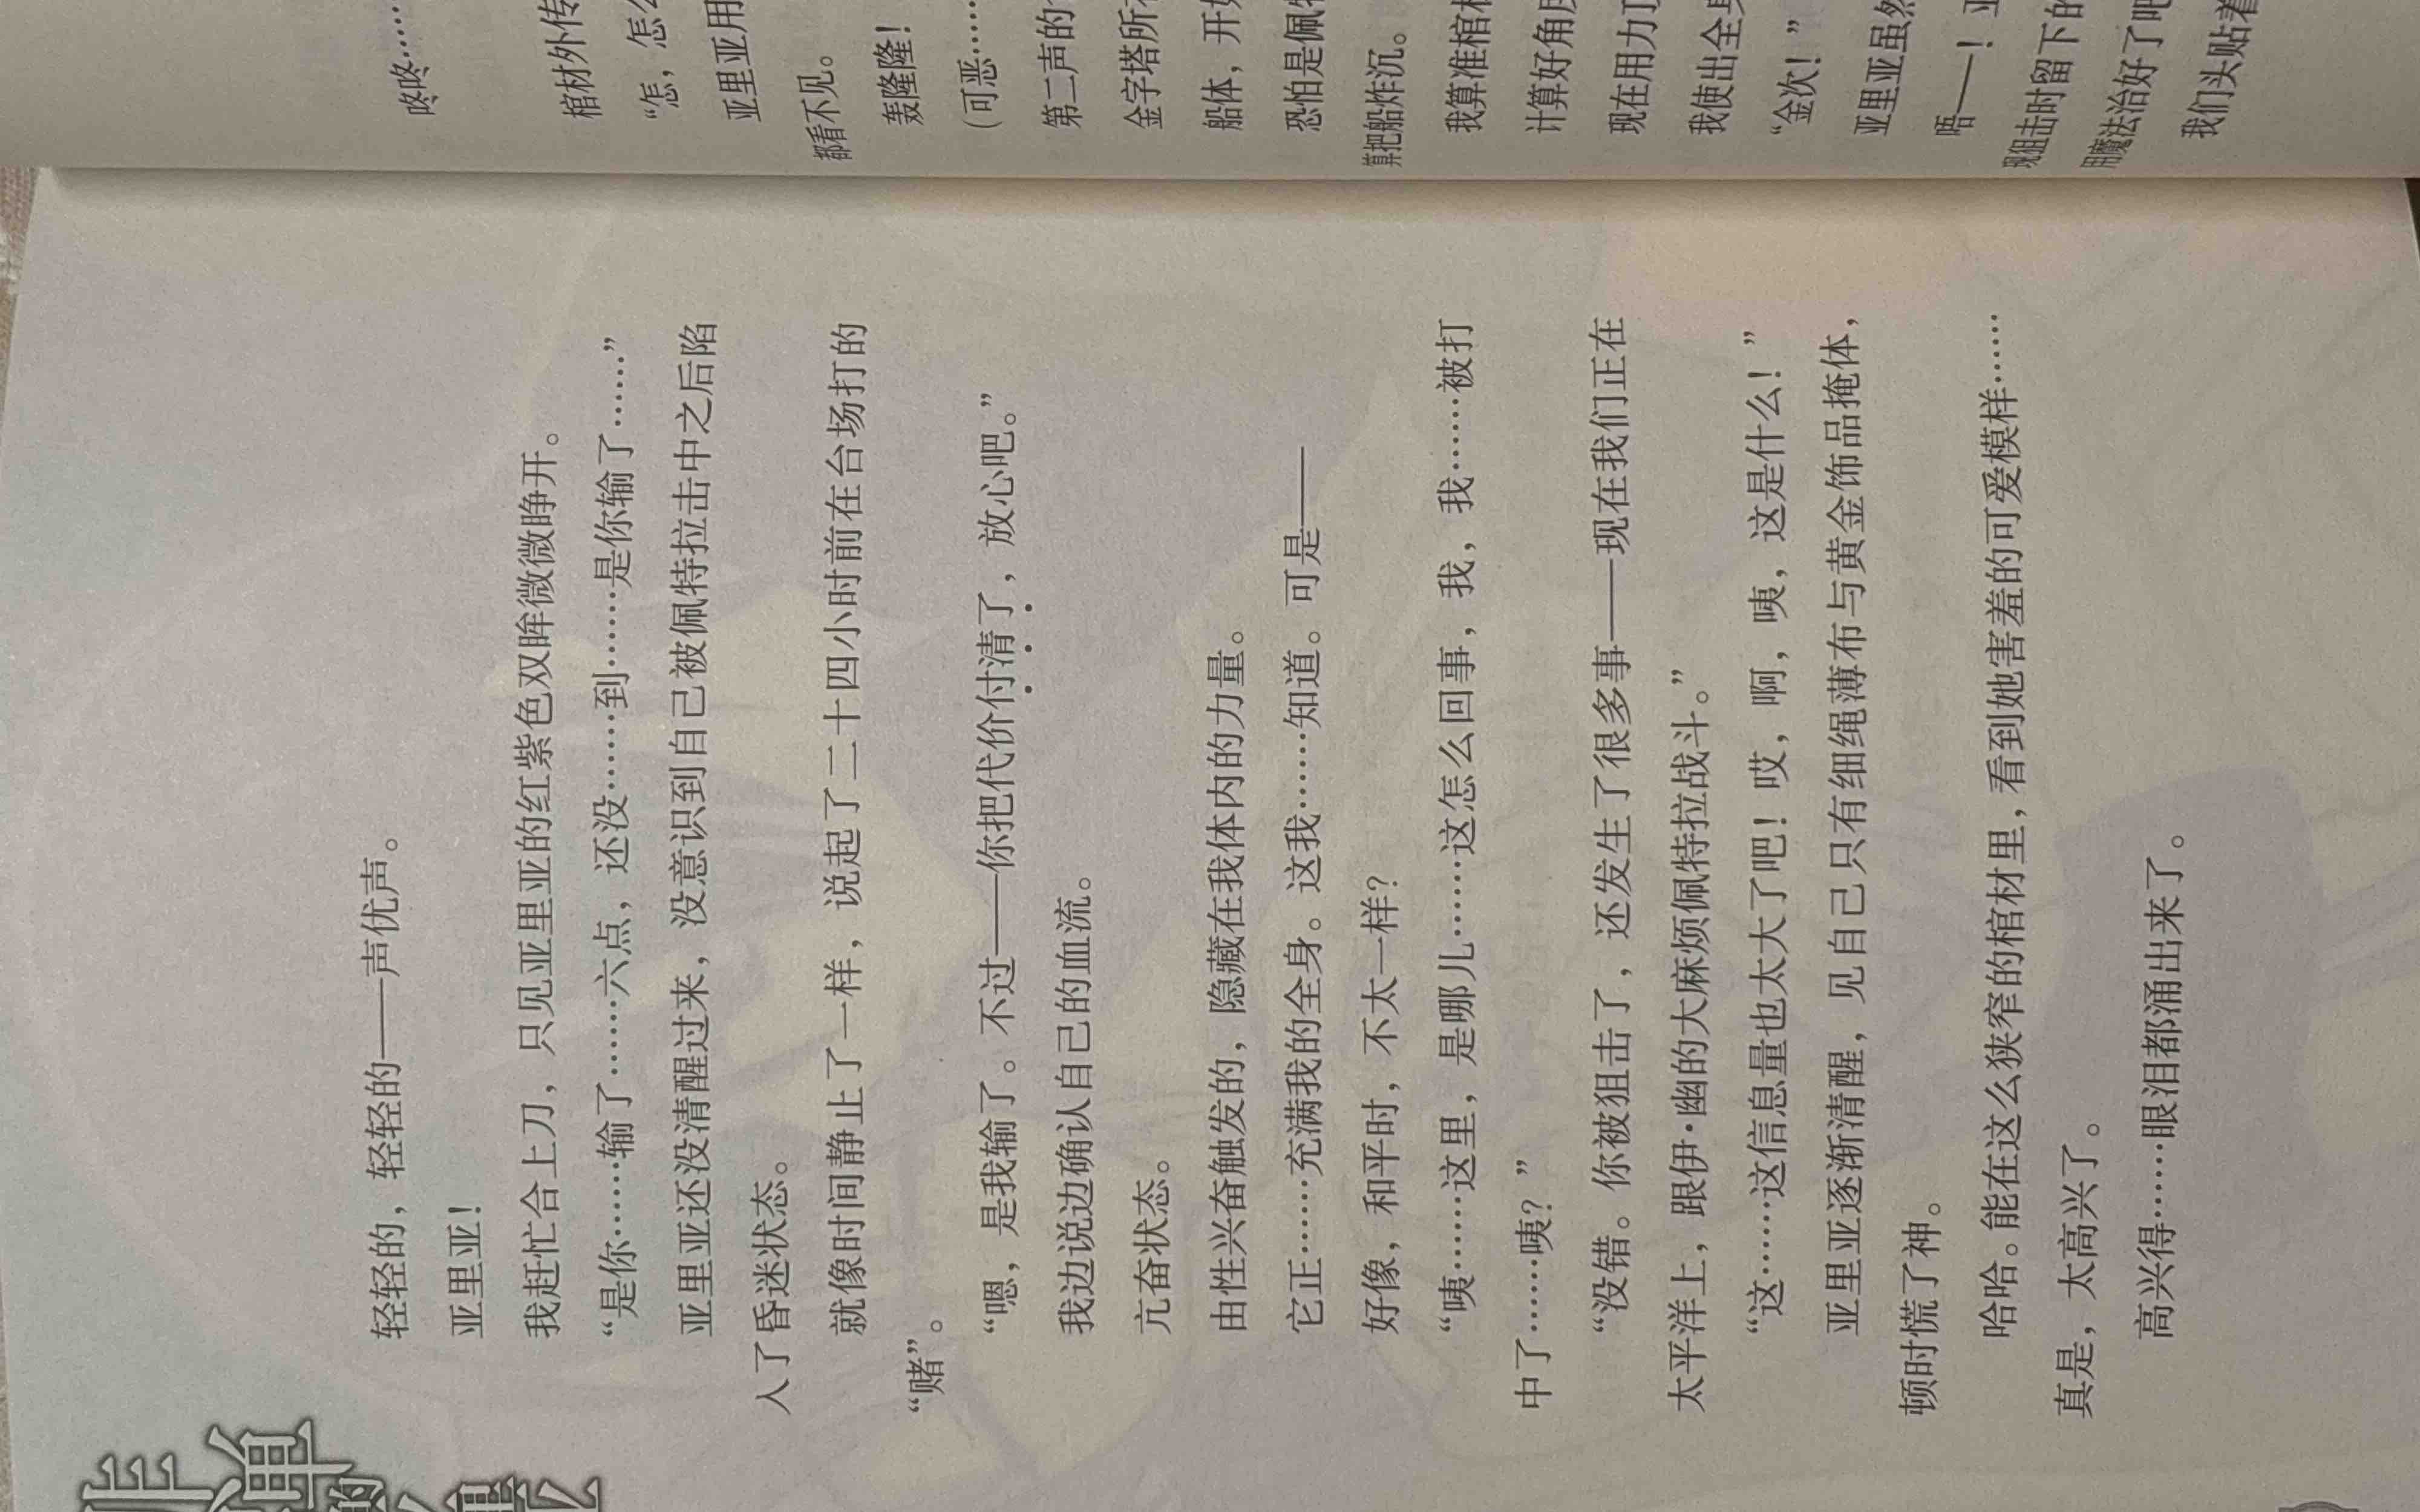 绯弹
的
亚里亚
轻轻的，轻轻的——声优声。
亚里亚！
我赶忙合上刀，只见亚里亚的红紫色双眸微微睁开。
“是你……输了……六点，还没……到……是你输了……”
亚里亚还没清醒过来，没意识到自己被佩特拉击中之后陷
入了昏迷状态。
就像时间静止了一样，说起了二十四小时前在台场打的
“赌”。
“嗯，是我输了。不过——你把代价付清了，放心吧。”
我边说边确认自己的血流。
亢奋状态。
由性兴奋触发的，隐藏在我体内的力量。
它正……充满我的全身。这我……知道。可是——
好像，和平时，不太一样？
“咦……这里，是哪儿……这怎么回事，我，我……被打
中了……咦？”
“没错。你被狙击了，还发生了很多事——现在我们正在
太平洋上，跟伊·幽的大麻烦佩特拉战斗。”
“这……这信息量也太大了吧！哎，啊，咦，这是什么！”
亚里亚逐渐清醒，见自己只有细绳薄布与黄金饰品掩体，
顿时慌了神。
哈哈。能在这么狭窄的棺材里，看到她害羞的可爱模样……
真是，太高兴了。
高兴得……眼泪都涌出来了。
咚咚……
棺材外传
“怎，怎么
亚里亚用
都看不见。
轰隆隆！
（可恶……
第二声的
金字塔所
船体，开
恐怕是佩
算把船炸沉。
我算准棺
计算好角
现在用力
我使出全
“金次！”
亚里亚虽
唔——！亚
现狙击时留下的
用魔法治好了吧
我们头贴着